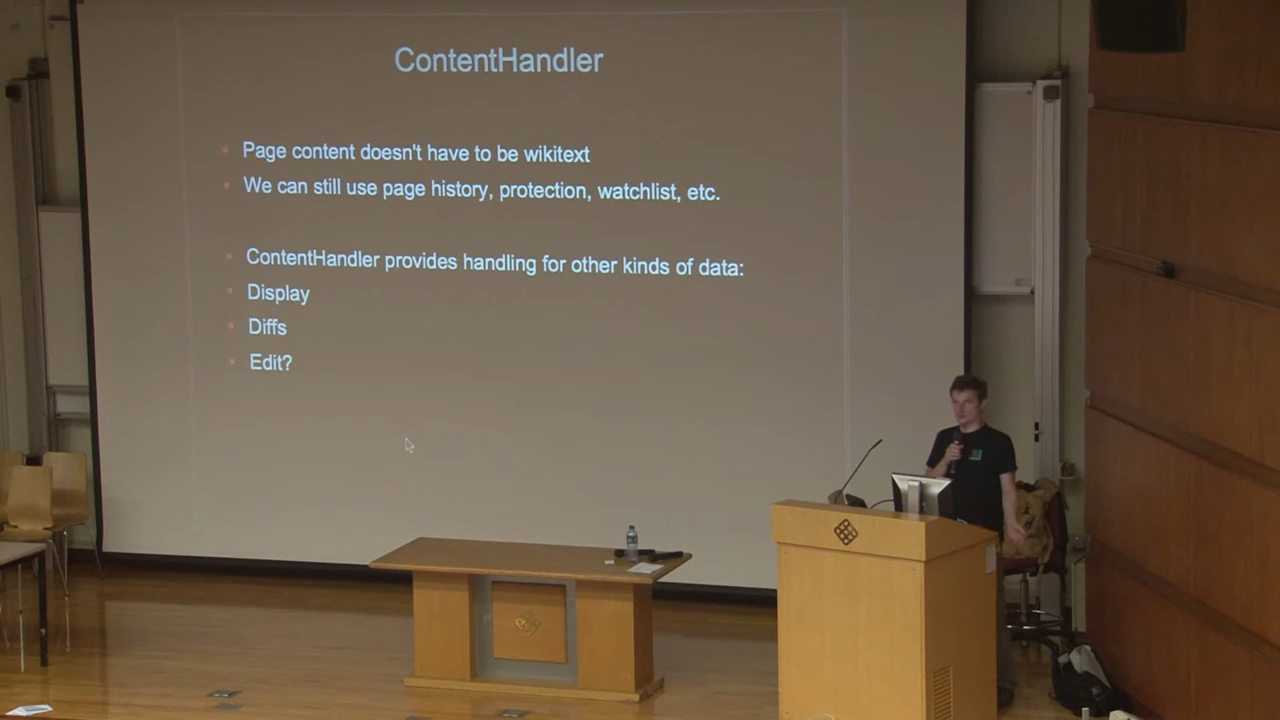 ContentHandler
Page content doesn't have to be wikitext
We can still use page history, protection, watchlist, etc.
ContentHandler provides handling for other kinds of data:
Display
Diffs
Edit?